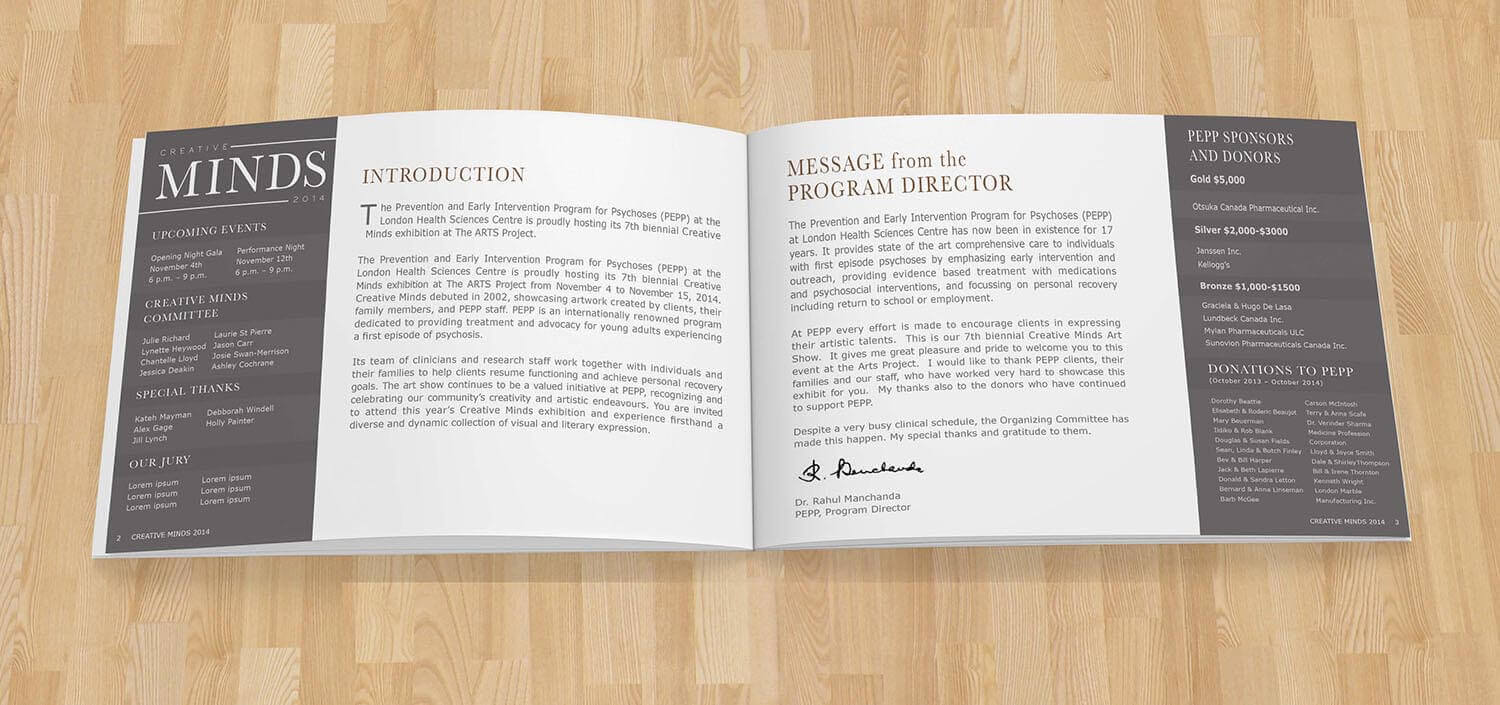 CREATIVE
MINDS
2014
UPCOMING EVENTS
Opening Night Gala
November 4th
6 p.m. – 9 p.m.
Performance Night
November 12th
6 p.m. – 9 p.m.
CREATIVE MINDS
COMMITTEE
Julie Richard
Lynette Heywood
Chantelle Lloyd
Jessica Deakin
Laurie St Pierre
Jason Carr
Josie Swan-Merrison
Ashley Cochrane
SPECIAL THANKS
Kateh Mayman
Alex Gage
Jill Lynch
Debborah Windell
Holly Painter
OUR JURY
Lorem ipsum
Lorem ipsum
Lorem ipsum
Lorem ipsum
Lorem ipsum
Lorem ipsum
2 CREATIVE MINDS 2014
INTRODUCTION
The Prevention and Early Intervention Program for Psychoses (PEPP) at the
London Health Sciences Centre is proudly hosting its 7th biennial Creative
Minds exhibition at The ARTS Project.
The Prevention and Early Intervention Program for Psychoses (PEPP) at the
London Health Sciences Centre is proudly hosting its 7th biennial Creative
Minds exhibition at The ARTS Project from November 4 to November 15, 2014.
Creative Minds debuted in 2002, showcasing artwork created by clients, their
family members, and PEPP staff. PEPP is an internationally renowned program
dedicated to providing treatment and advocacy for young adults experiencing
a first episode of psychosis.
Its team of clinicians and research staff work together with individuals and
their families to help clients resume functioning and achieve personal recovery
goals. The art show continues to be a valued initiative at PEPP, recognizing and
celebrating our community's creativity and artistic endeavours. You are invited
to attend this year's Creative Minds exhibition and experience firsthand a
diverse and dynamic collection of visual and literary expression.
MESSAGE from the
PROGRAM DIRECTOR
The Prevention and Early Intervention Program for Psychoses (PEPP)
at London Health Sciences Centre has now been in existence for 17
years. It provides state of the art comprehensive care to individuals
with first episode psychoses by emphasizing early intervention and
outreach, providing evidence based treatment with medications
and psychosocial interventions, and focussing on personal recovery
including return to school or employment.
At PEPP every effort is made to encourage clients in expressing
their artistic talents. This is our 7th biennial Creative Minds Art
Show. It gives me great pleasure and pride to welcome you to this
event at the Arts Project. I would like to thank PEPP clients, their
families and our staff, who have worked very hard to showcase this
exhibit for you. My thanks also to the donors who have continued
to support PEPP.
Despite a very busy clinical schedule, the Organizing Committee has
made this happen. My special thanks and gratitude to them.
R. Manchanda
Dr. Rahul Manchanda
PEPP, Program Director
PEPP SPONSORS
AND DONORS
Gold $5,000
Otsuka Canada Pharmaceutical Inc.
Silver $2,000-$3000
Janssen Inc.
Kellogg's
Bronze $1,000-$1500
Graciela & Hugo De Lasa
Lundbeck Canada Inc.
Mylan Pharmaceuticals ULC
Sunovion Pharmaceuticals Canada Inc.
DONATIONS TO PEPP
(October 2013 – October 2014)
Dorothy Beattie
Elisabeth & Roderic Beaujot
Mary Beuerman
Ildiko & Rob Blank
Douglas & Susan Fields
Sean, Linda & Butch Finley
Bev & Bill Harper
Jack & Beth Lapierre
Donald & Sandra Letton
Bernard & Anna Linseman
Barb McGee
Carson McIntosh
Terry & Anna Scafe
Dr. Verinder Sharma
Medicine Profession
Corporation
Lloyd & Joyce Smith
Dale & ShirleyThompson
Bill & Irene Thornton
Kenneth Wright
London Marble
Manufacturing Inc.
CREATIVE MINDS 2014 3